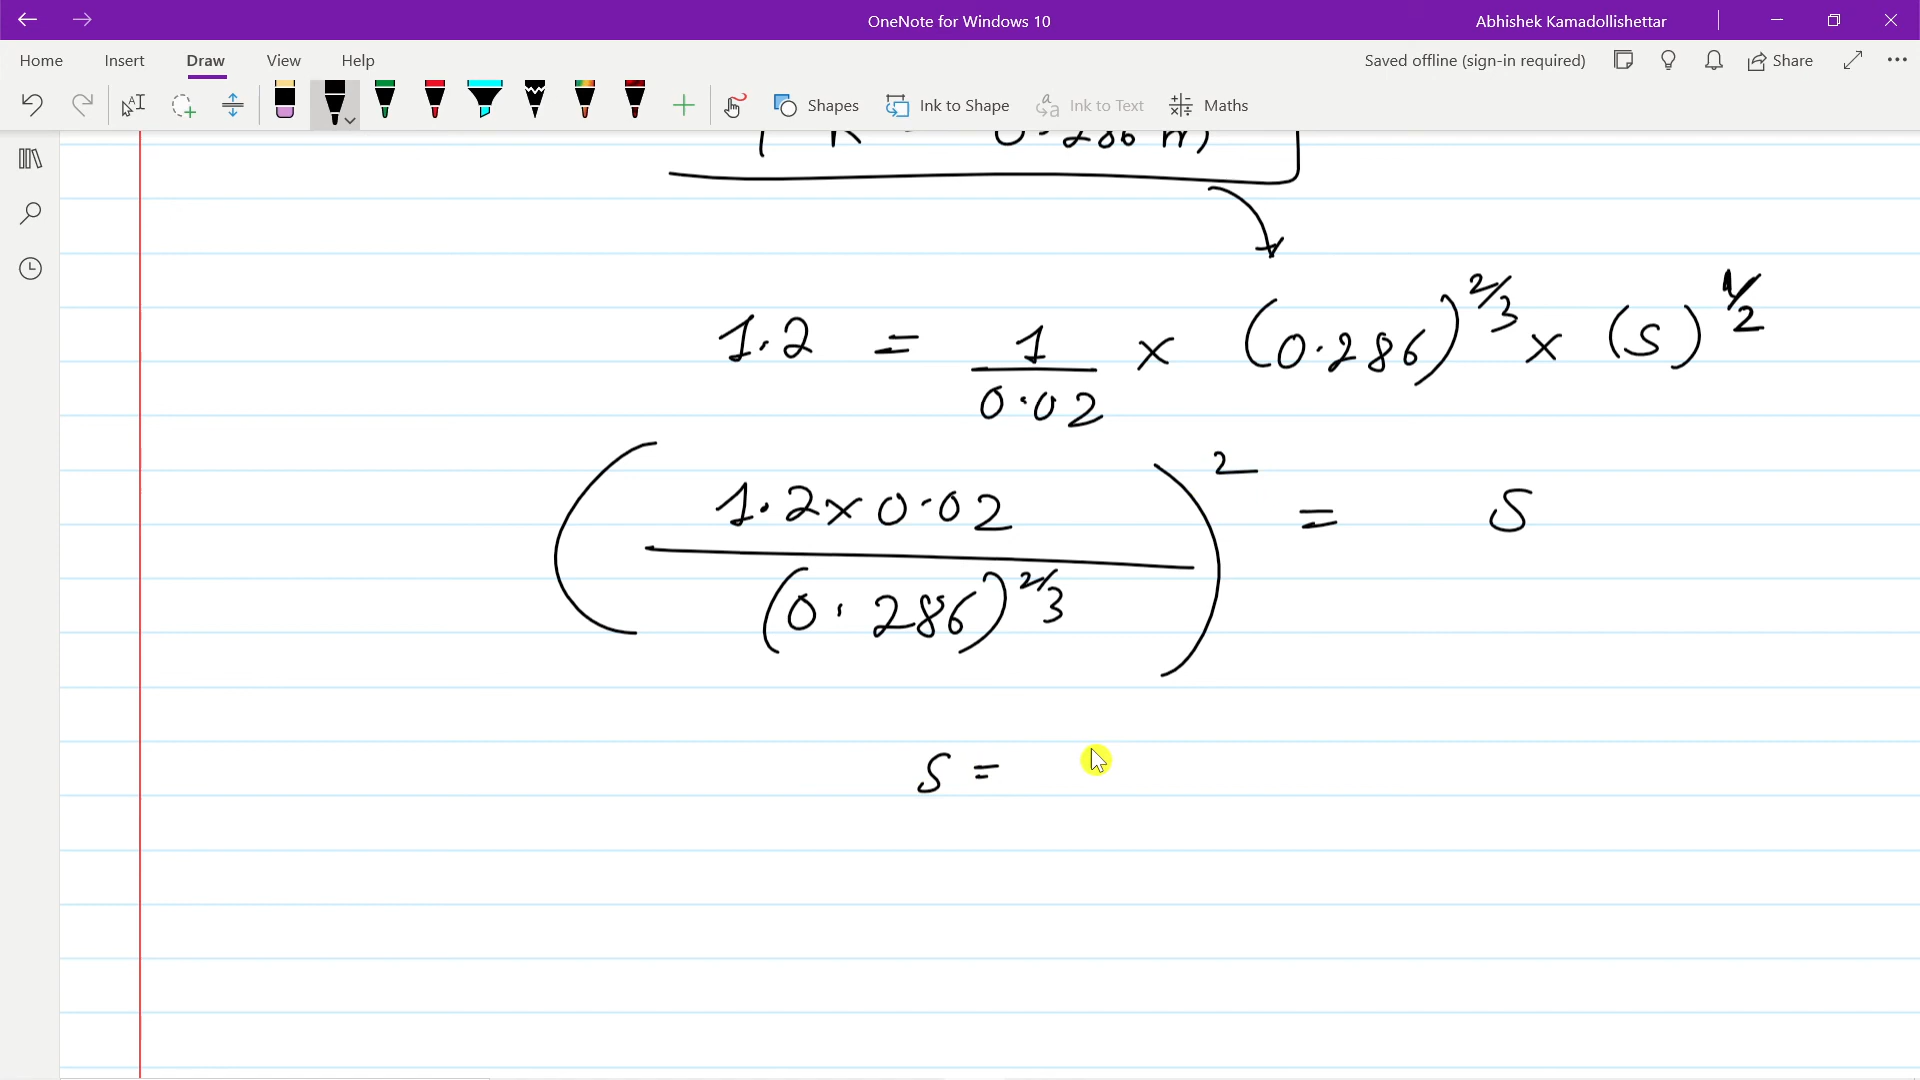 OneNote for Windows 10
Abhishek Kamadollishettar
Home Insert Draw View Help
Saved offline (sign-in required) Share
Shapes Ink to Shape Ink to Text Maths
R = 0.286 m
1.2 = 1/0.02 × (0.286)^2/3 × (S)^1/2
(1.2×0.02/(0.286)^2/3)^2 = S
S =